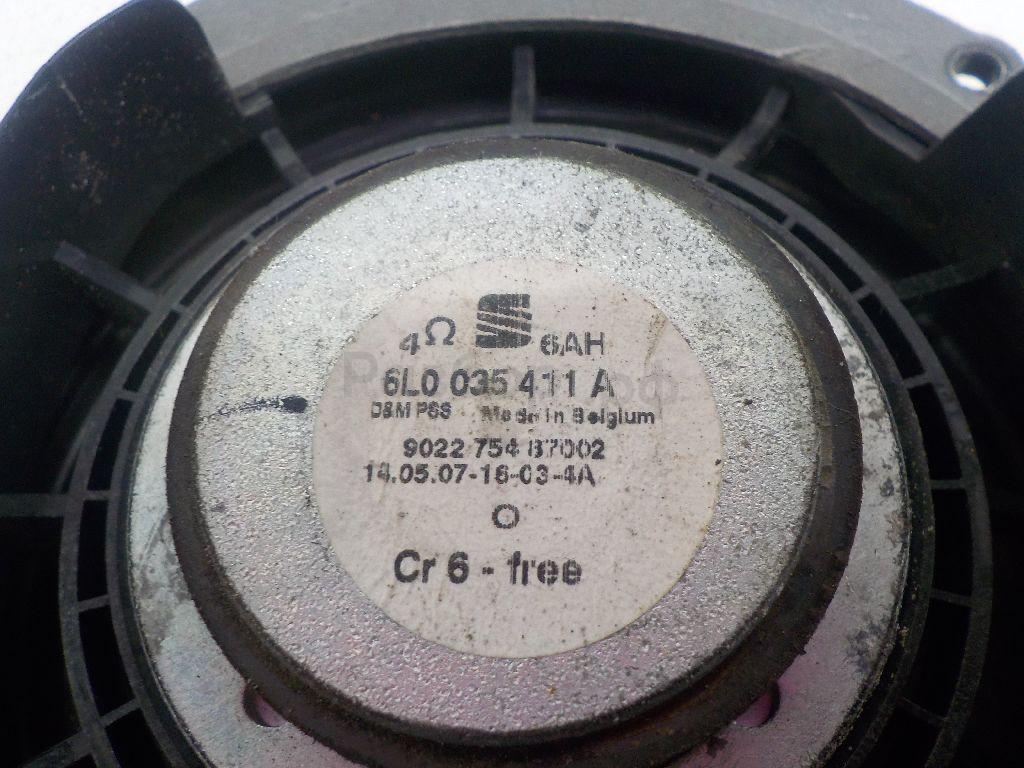 4Ω 6AH
6L0 035 411 A
D&M PSS Made in Belgium
9022 754 87002
14.05.07-16-03-4A
Cr 6 - free